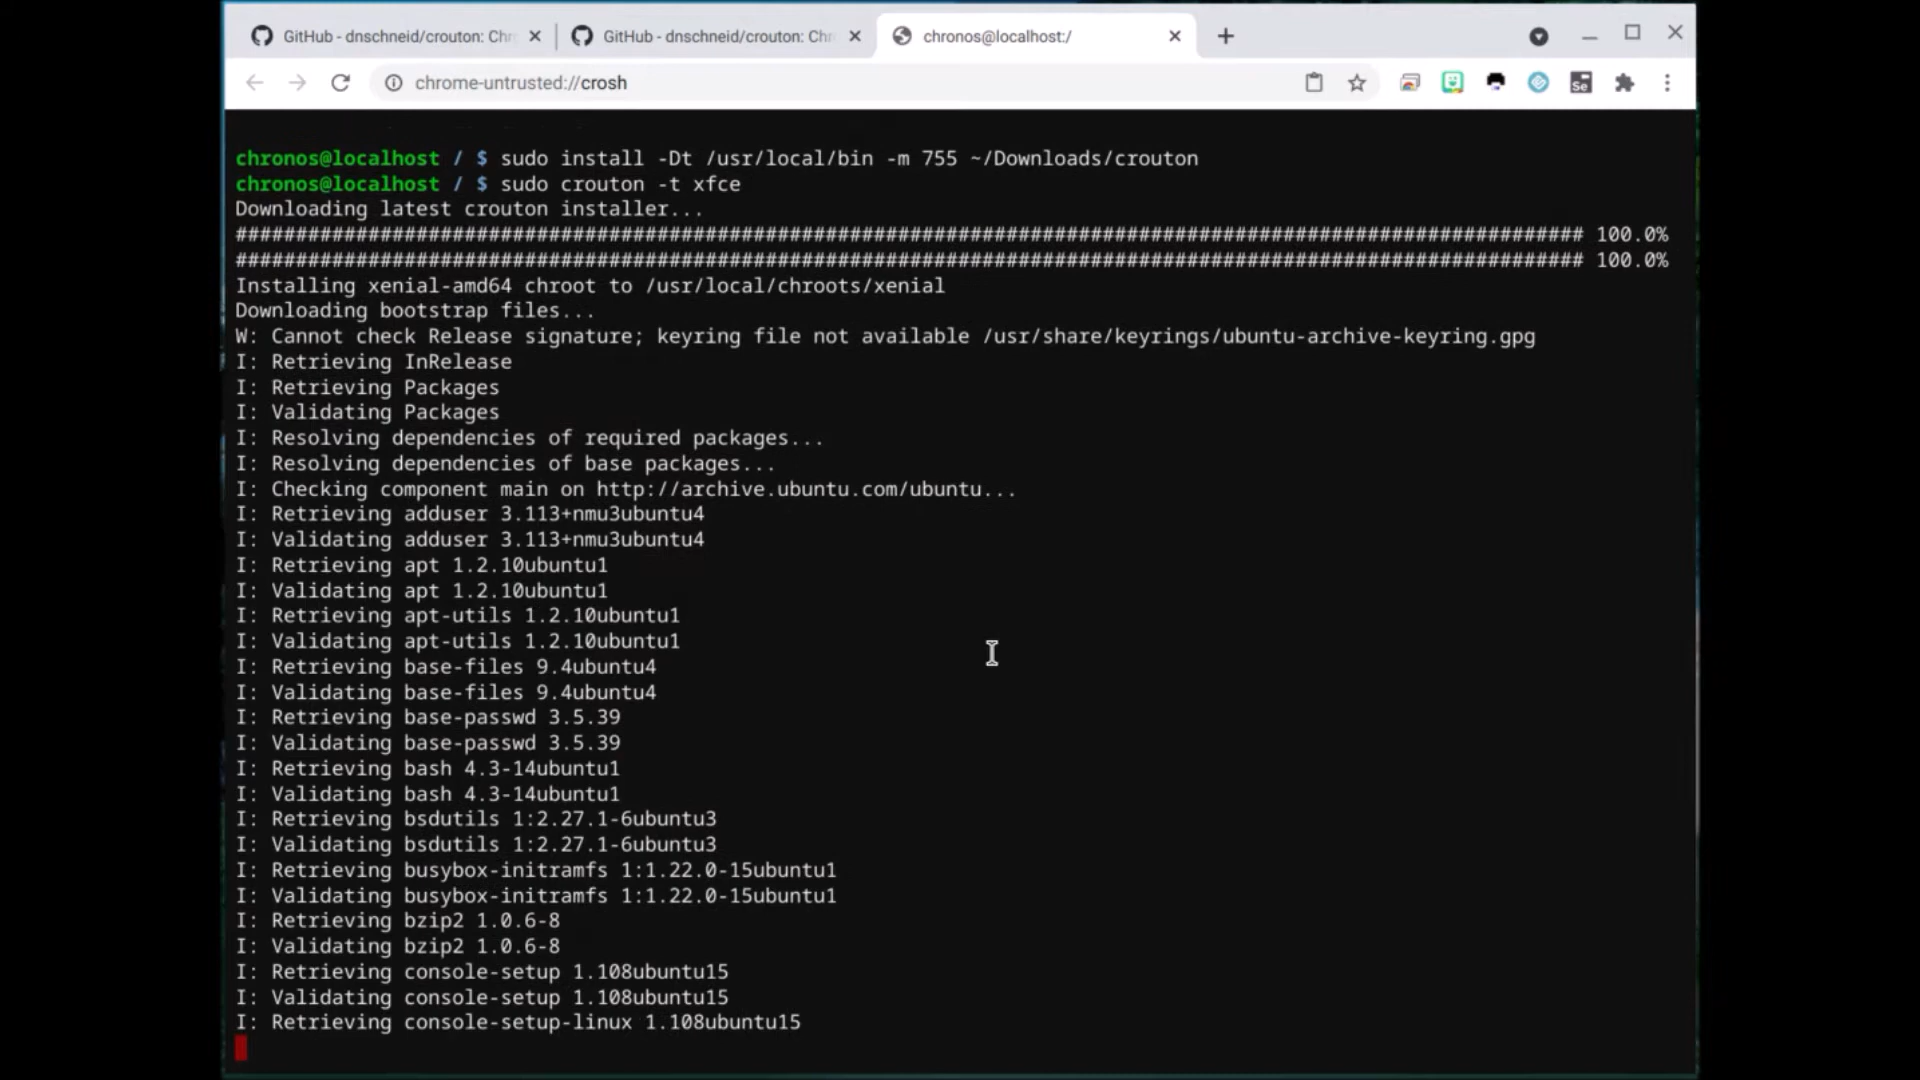 GitHub - dnschneid/crouton: Chr
GitHub - dnschneid/crouton: Chr
chronos@localhost:/
chrome-untrusted://crosh
Se
chronos@localhost / $ sudo install -Dt /usr/local/bin -m 755 ~/Downloads/crouton
chronos@localhost / $ sudo crouton -t xfce
Downloading latest crouton installer...
################################################################################################################ 100.0%
################################################################################################################ 100.0%
Installing xenial-amd64 chroot to /usr/local/chroots/xenial
Downloading bootstrap files...
W: Cannot check Release signature; keyring file not available /usr/share/keyrings/ubuntu-archive-keyring.gpg
I: Retrieving InRelease
I: Retrieving Packages
I: Validating Packages
I: Resolving dependencies of required packages...
I: Resolving dependencies of base packages...
I: Checking component main on http://archive.ubuntu.com/ubuntu...
I: Retrieving adduser 3.113+nmu3ubuntu4
I: Validating adduser 3.113+nmu3ubuntu4
I: Retrieving apt 1.2.10ubuntu1
I: Validating apt 1.2.10ubuntu1
I: Retrieving apt-utils 1.2.10ubuntu1
I: Validating apt-utils 1.2.10ubuntu1
I: Retrieving base-files 9.4ubuntu4
I: Validating base-files 9.4ubuntu4
I: Retrieving base-passwd 3.5.39
I: Validating base-passwd 3.5.39
I: Retrieving bash 4.3-14ubuntu1
I: Validating bash 4.3-14ubuntu1
I: Retrieving bsdutils 1:2.27.1-6ubuntu3
I: Validating bsdutils 1:2.27.1-6ubuntu3
I: Retrieving busybox-initramfs 1:1.22.0-15ubuntu1
I: Validating busybox-initramfs 1:1.22.0-15ubuntu1
I: Retrieving bzip2 1.0.6-8
I: Validating bzip2 1.0.6-8
I: Retrieving console-setup 1.108ubuntu15
I: Validating console-setup 1.108ubuntu15
I: Retrieving console-setup-linux 1.108ubuntu15